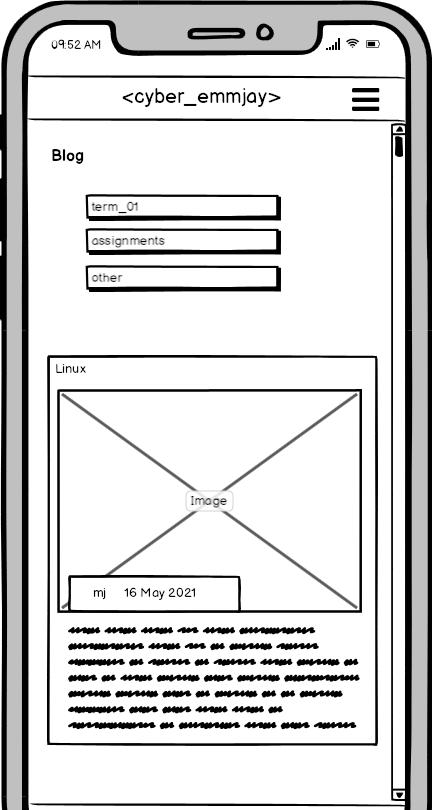 09:52 AM
<cyber_emmjay>
Blog
term_01
assignments
other
Linux
Image
mj 16 May 2021